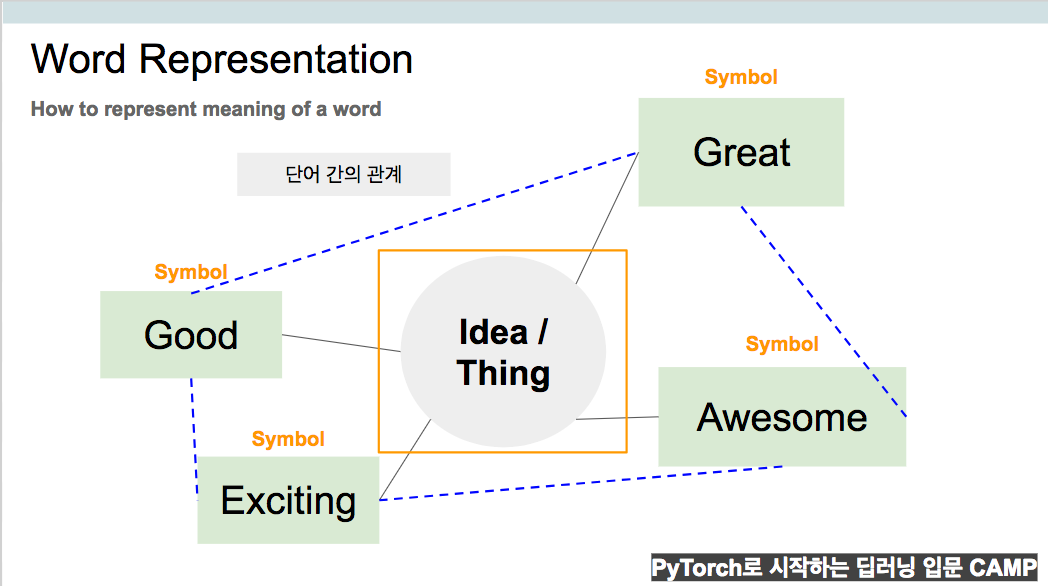 Word Representation
How to represent meaning of a word
Symbol
Great
단어 간의 관계
Symbol
Good
Idea /
Thing
Symbol
Awesome
Symbol
Exciting
PyTorch로 시작하는 딥러닝 입문 CAMP